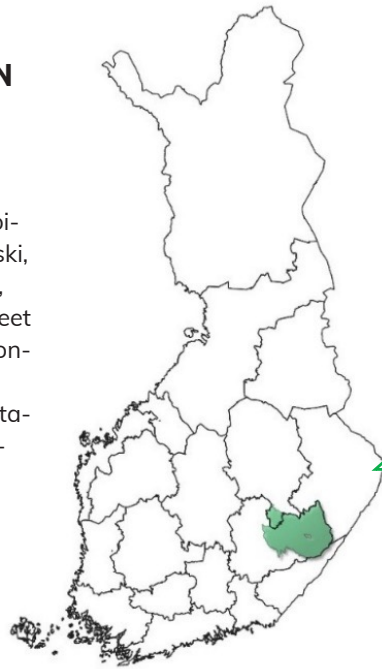 N
oi-
ski,
,
eet
on-
ta-
-